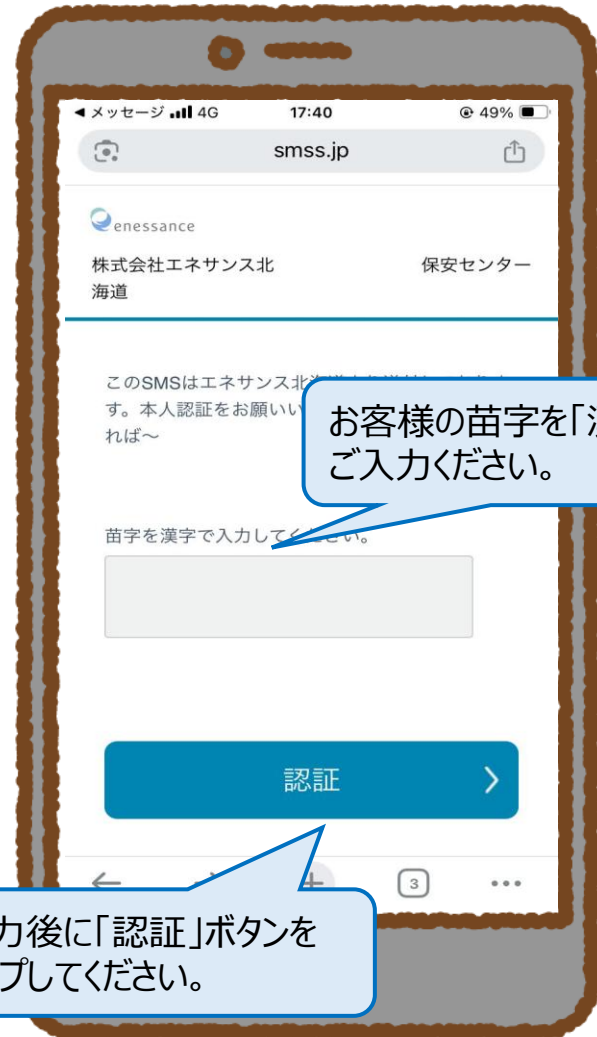 メッセージ 4G 17:40 49%
smss.jp
enessance
株式会社エネサンス北 保安センター
海道
このSMSはエネサンス北
す。本人認証をお願いい
れば～
お客様の苗字を「
ご入力ください。
苗字を漢字で入力してください。
認証
3
力後に「認証」ボタンを
プしてください。